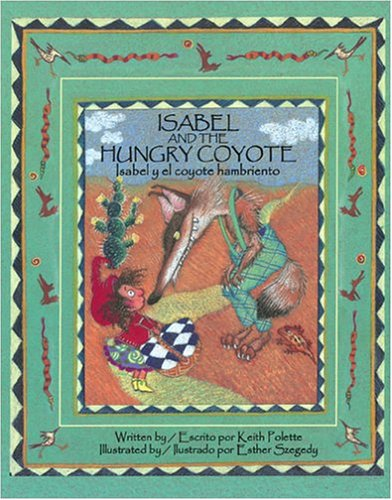 ISABEL
AND THE
HUNGRY COYOTE
Isabel y el coyote hambriento
Written by / Escrito por Keith Polette
Illustrated by / Ilustrado por Esther Szegedy